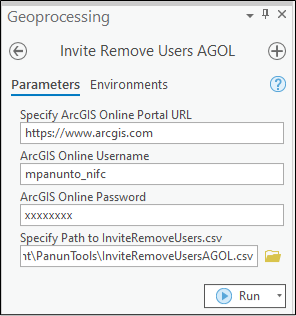 Geoprocessing
Invite Remove Users AGOL
Parameters Environments
Specify ArcGIS Online Portal URL
https://www.arcgis.com
ArcGIS Online Username
mpanunto_nifc
ArcGIS Online Password
xxxxxxxx
Specify Path to InviteRemoveUsers.csv
nt\PanunTools\InviteRemoveUsersAGOL.csv
Run